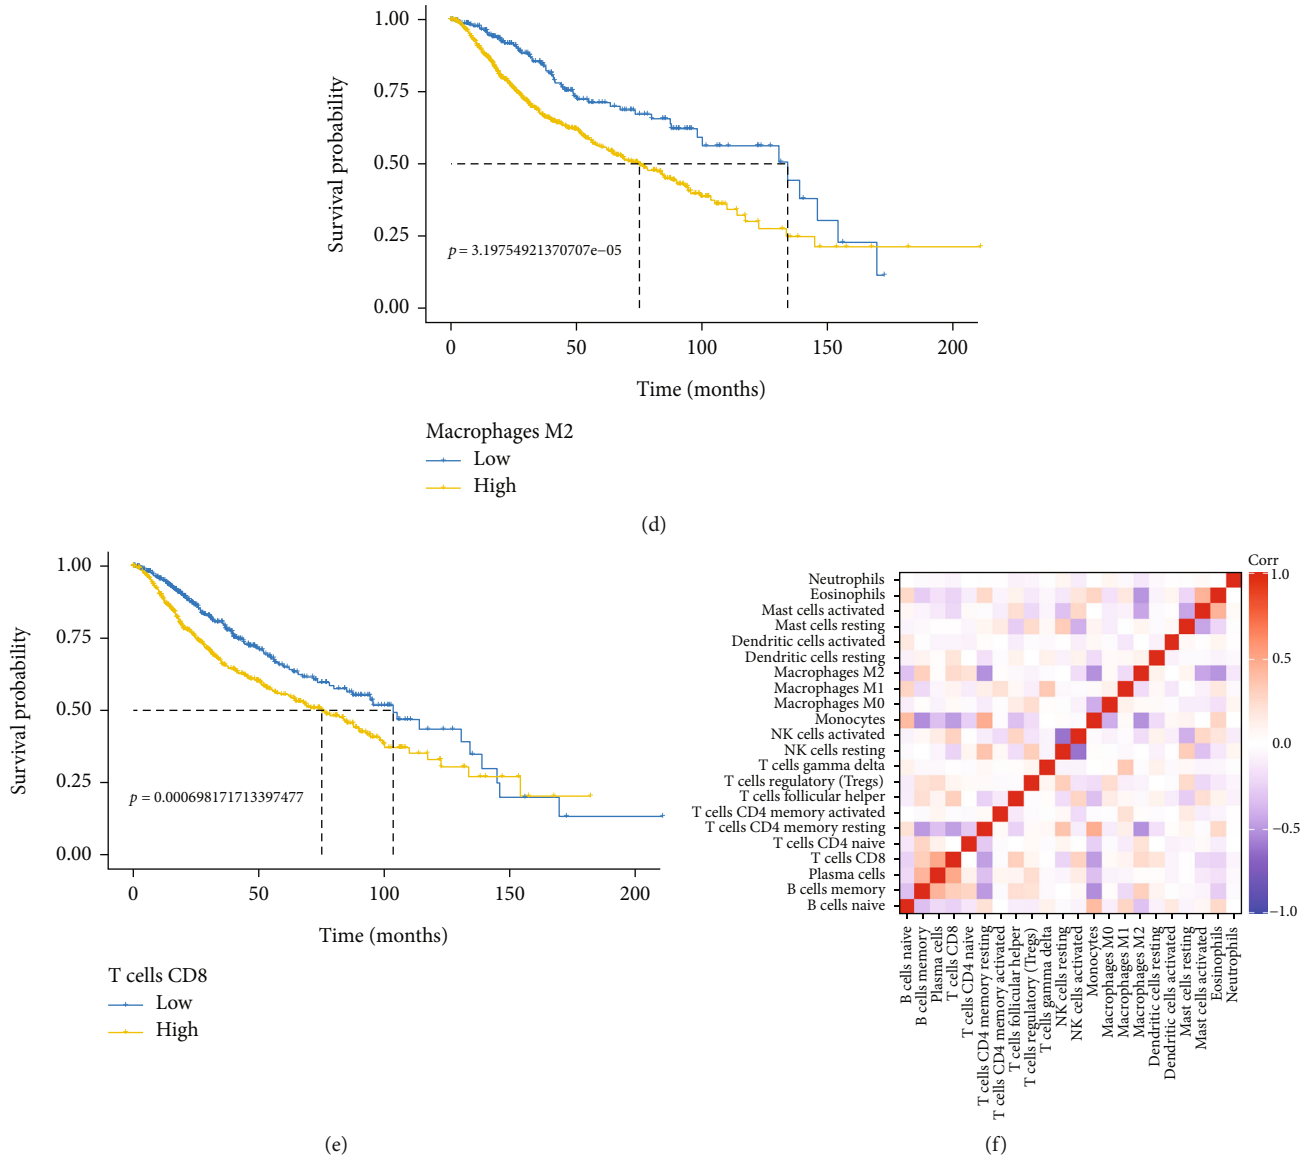 1.00
0.75
0.50
0.25
0.00
Survival probability
p = 3.19754921370707e−05
0 50 100 150 200
Time (months)
Macrophages M2
Low
High
(d)
1.00
0.75
0.50
0.25
0.00
Survival probability
p = 0.000698171713397477
0 50 100 150 200
Time (months)
T cells CD8
Low
High
(e)
Corr
1.0
0.5
0.0
−0.5
−1.0
Neutrophils
Eosinophils
Mast cells activated
Mast cells resting
Dendritic cells activated
Dendritic cells resting
Macrophages M2
Macrophages M1
Macrophages M0
Monocytes
NK cells activated
NK cells resting
T cells gamma delta
T cells regulatory (Tregs)
T cells follicular helper
T cells CD4 memory activated
T cells CD4 memory resting
T cells CD4 naive
T cells CD8
Plasma cells
B cells memory
B cells naive
B cells naive
B cells memory
Plasma cells
T cells CD8
T cells CD4 naive
T cells CD4 memory resting
T cells CD4 memory activated
T cells follicular helper
T cells regulatory (Tregs)
T cells gamma delta
NK cells resting
NK cells activated
Monocytes
Macrophages M0
Macrophages M1
Macrophages M2
Dendritic cells resting
Dendritic cells activated
Mast cells resting
Mast cells activated
Eosinophils
Neutrophils
(f)